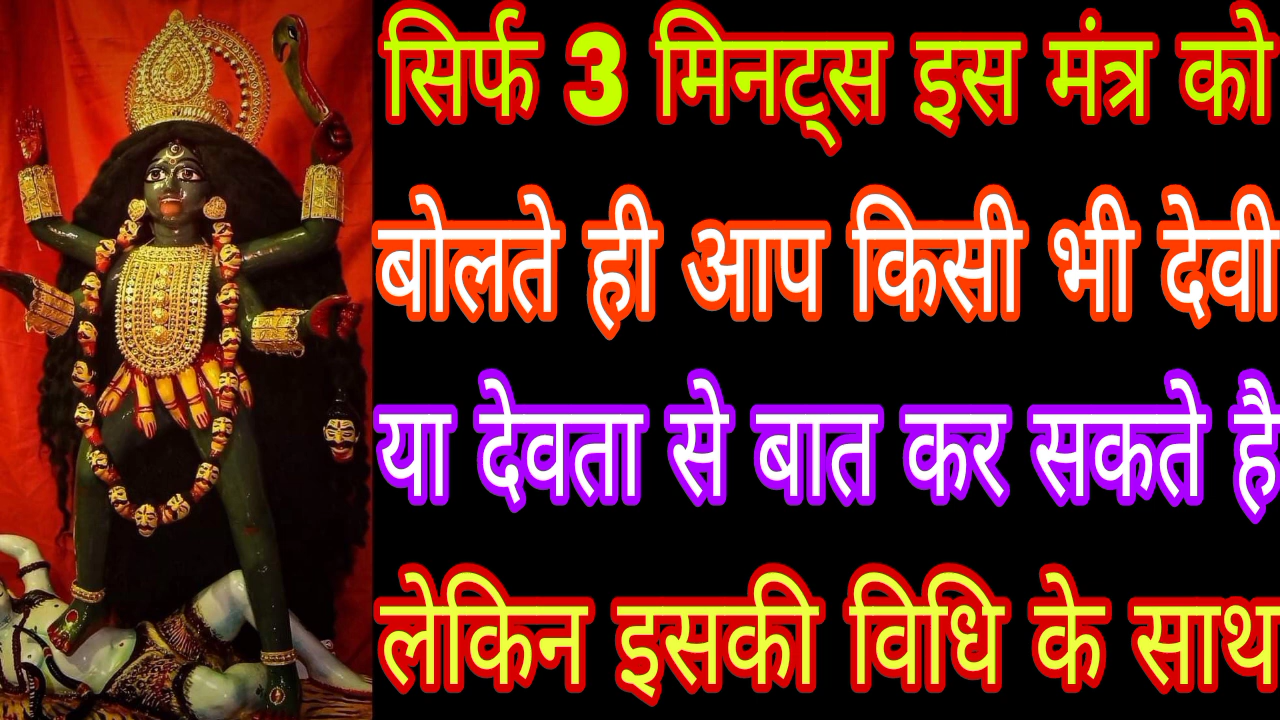 सिर्फ 3 मिनट्स इस मंत्र को
बोलते ही आप किसी भी देवी
या देवता से बात कर सकते है
लेकिन इसकी विधि के साथ